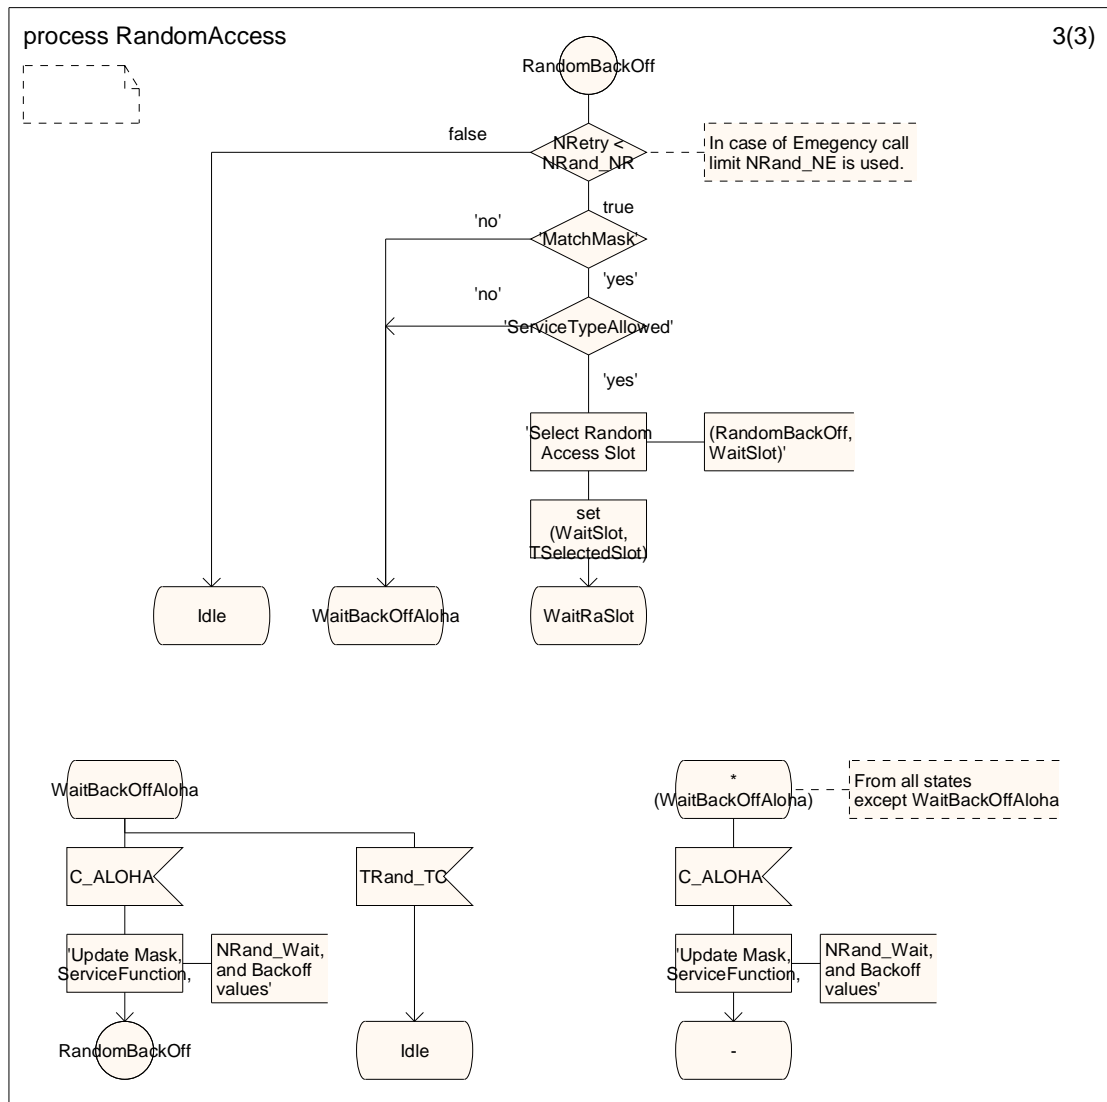 process RandomAccess
3(3)
RandomBackOff
false
NRetry <
NRand_NR
In case of Emegency call
limit NRand_NE is used.
true
'no'
'MatchMask'
'yes'
'no'
'ServiceTypeAllowed'
'yes'
'Select Random
Access Slot
(RandomBackOff,
WaitSlot)'
set
(WaitSlot,
TSelectedSlot)
Idle
WaitBackOffAloha
WaitRaSlot
WaitBackOffAloha
*
(WaitBackOffAloha)
From all states
except WaitBackOffAloha
C_ALOHA
TRand_TC
C_ALOHA
'Update Mask,
ServiceFunction,
NRand_Wait,
and Backoff
values'
'Update Mask,
ServiceFunction,
NRand_Wait,
and Backoff
values'
RandomBackOff
Idle
-